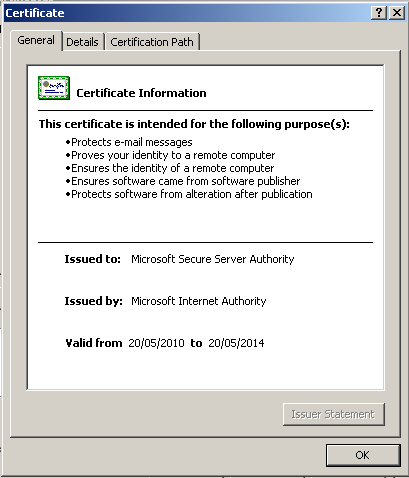 Certificate
General Details Certification Path
Certificate Information
This certificate is intended for the following purpose(s):
•Protects e-mail messages
•Proves your identity to a remote computer
•Ensures the identity of a remote computer
•Ensures software came from software publisher
•Protects software from alteration after publication
Issued to: Microsoft Secure Server Authority
Issued by: Microsoft Internet Authority
Valid from 20/05/2010 to 20/05/2014
Issuer Statement
OK